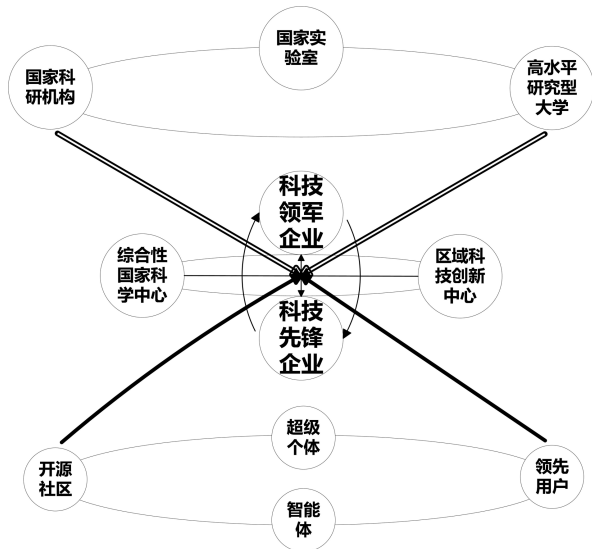 国家实
验室
国家科
研机构
高水平
研究型
大学
科技
领军
企业
综合性
国家科
学中心
区域科
技创新
中心
科技
先锋
企业
超级
个体
开源
社区
领先
用户
智能
体